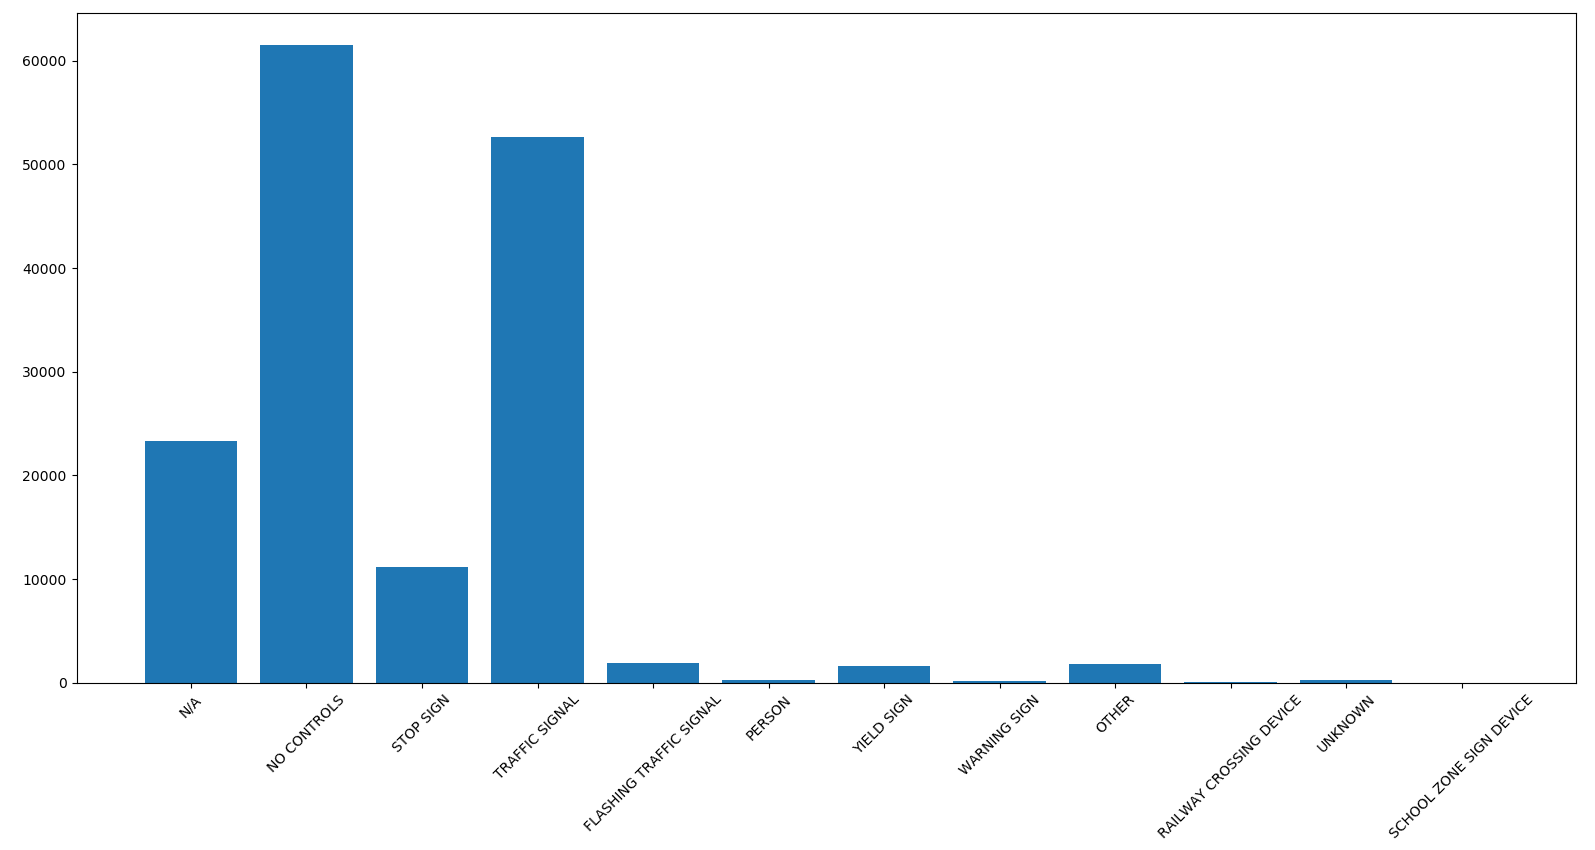 60000
50000
40000
30000
20000
10000
0
N/A
NO CONTROLS
STOP SIGN
TRAFFIC SIGNAL
FLASHING TRAFFIC SIGNAL
PERSON
YIELD SIGN
WARNING SIGN
OTHER
RAILWAY CROSSING DEVICE
UNKNOWN
SCHOOL ZONE SIGN DEVICE